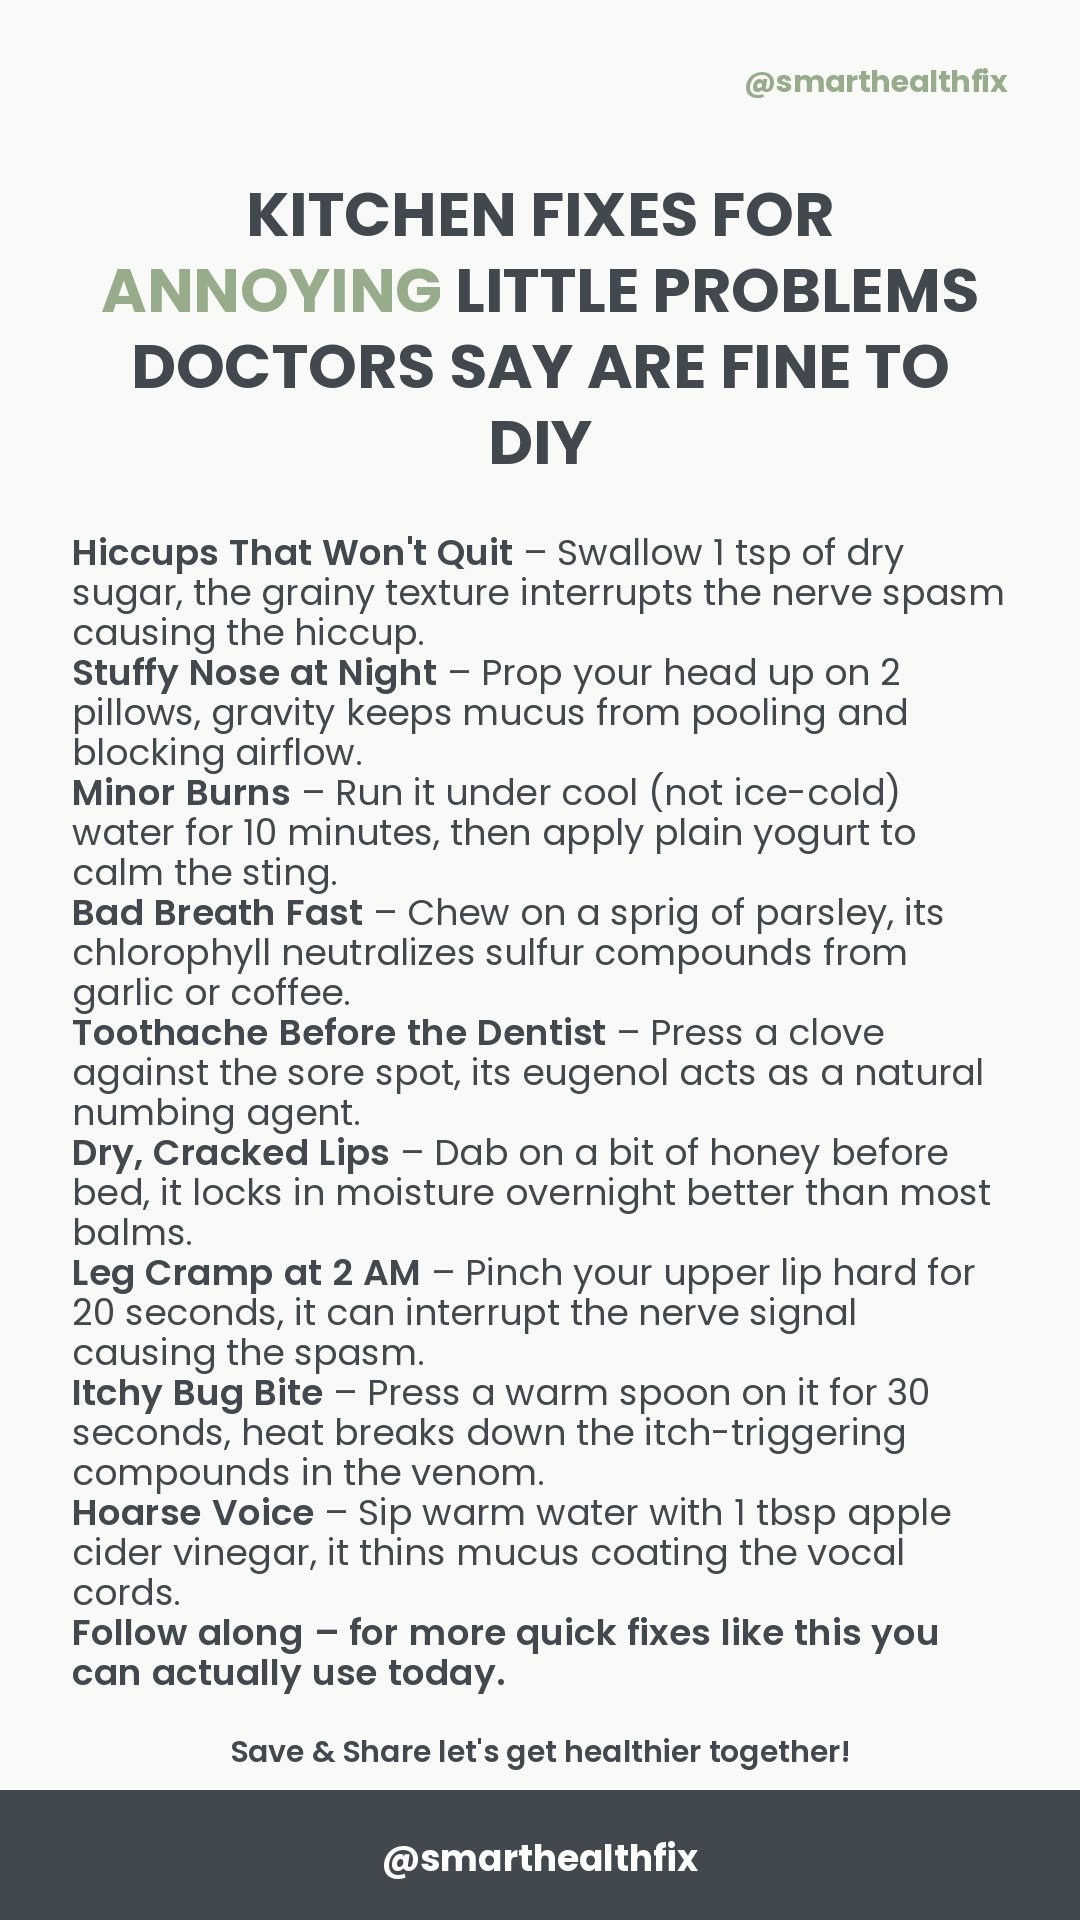 @smarthealthfix
KITCHEN FIXES FOR
ANNOYING LITTLE PROBLEMS
DOCTORS SAY ARE FINE TO
DIY
Hiccups That Won't Quit – Swallow 1 tsp of dry
sugar, the grainy texture interrupts the nerve spasm
causing the hiccup.
Stuffy Nose at Night – Prop your head up on 2
pillows, gravity keeps mucus from pooling and
blocking airflow.
Minor Burns – Run it under cool (not ice-cold)
water for 10 minutes, then apply plain yogurt to
calm the sting.
Bad Breath Fast – Chew on a sprig of parsley, its
chlorophyll neutralizes sulfur compounds from
garlic or coffee.
Toothache Before the Dentist – Press a clove
against the sore spot, its eugenol acts as a natural
numbing agent.
Dry, Cracked Lips – Dab on a bit of honey before
bed, it locks in moisture overnight better than most
balms.
Leg Cramp at 2 AM – Pinch your upper lip hard for
20 seconds, it can interrupt the nerve signal
causing the spasm.
Itchy Bug Bite – Press a warm spoon on it for 30
seconds, heat breaks down the itch-triggering
compounds in the venom.
Hoarse Voice – Sip warm water with 1 tbsp apple
cider vinegar, it thins mucus coating the vocal
cords.
Follow along – for more quick fixes like this you
can actually use today.
Save & Share let's get healthier together!
@smarthealthfix